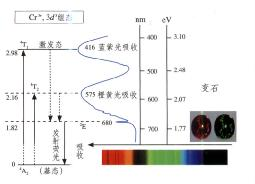 Cr³⁺, 3d³组态
nm
eV
⁴T₁
激发态
2.98
416 蓝紫光吸收
400
3.10
500
2.48
⁴T₂
2.16
575 橙黄光吸收
变石
600
2.07
1.82
²E
680
700
1.77
发射荧光
吸收
0
⁴A₂
(基态)